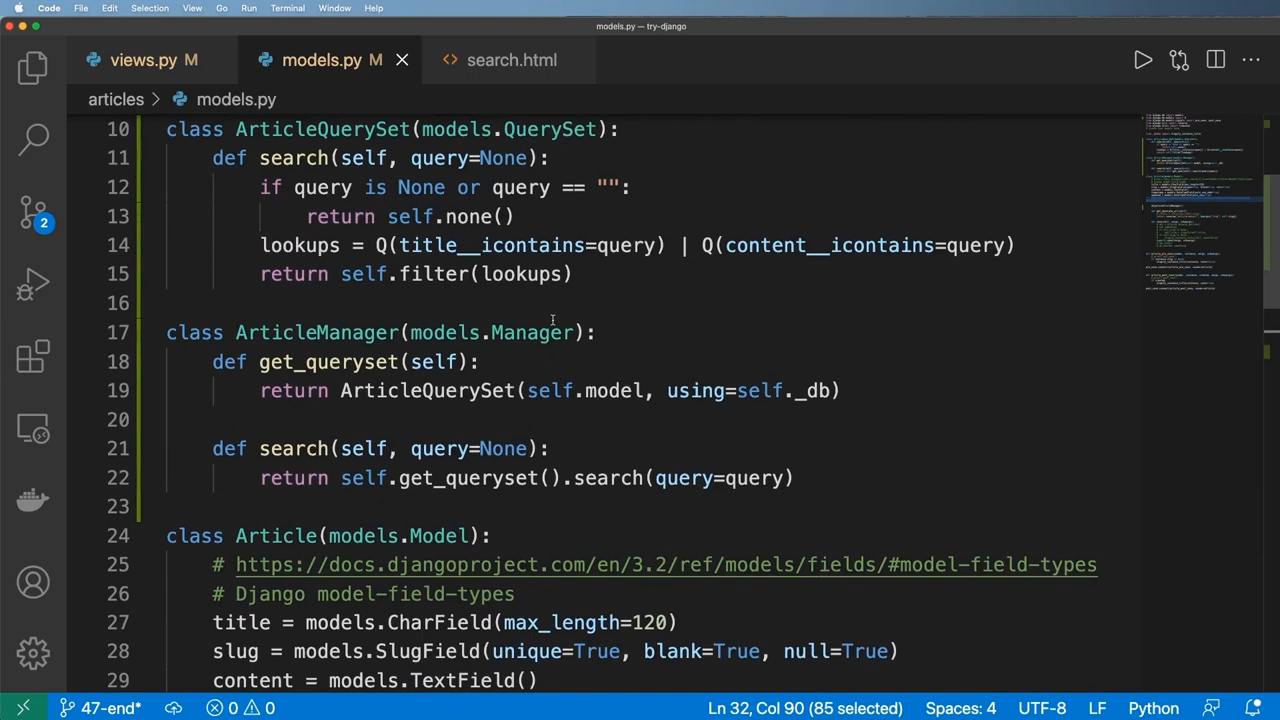 Code File Edit Selection View Go Run Terminal Window Help
models.py — try-django
views.py M models.py M search.html
articles > models.py
10 class ArticleQuerySet(models.QuerySet):
11 def search(self, query=None):
12 if query is None or query == "":
13 return self.none()
14 lookups = Q(title__icontains=query) | Q(content__icontains=query)
15 return self.filter(lookups)
16
17 class ArticleManager(models.Manager):
18 def get_queryset(self):
19 return ArticleQuerySet(self.model, using=self._db)
20
21 def search(self, query=None):
22 return self.get_queryset().search(query=query)
23
24 class Article(models.Model):
25 # https://docs.djangoproject.com/en/3.2/ref/models/fields/#model-field-types
26 # Django model-field-types
27 title = models.CharField(max_length=120)
28 slug = models.SlugField(unique=True, blank=True, null=True)
29 content = models.TextField()
2
47-end* 0 0 Ln 32, Col 90 (85 selected) Spaces: 4 UTF-8 LF Python